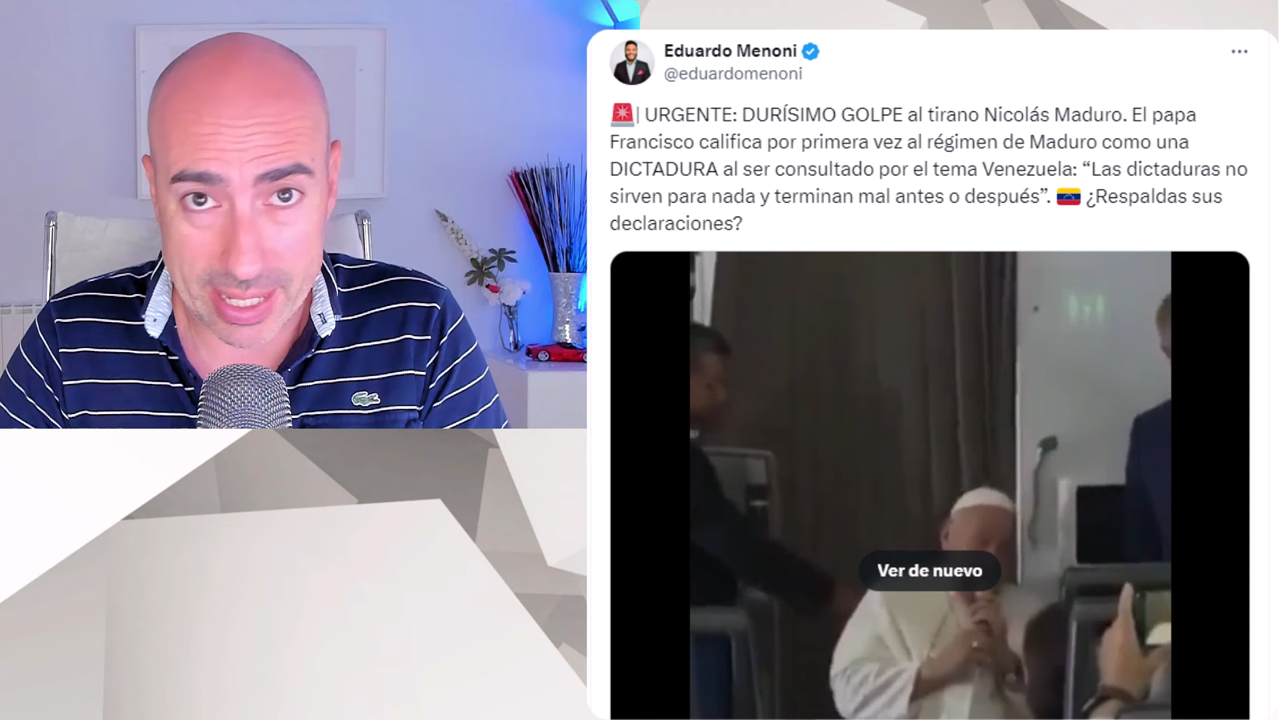 Eduardo Menoni
@eduardomenoni
🚨| URGENTE: DURÍSIMO GOLPE al tirano Nicolás Maduro. El papa
Francisco califica por primera vez al régimen de Maduro como una
DICTADURA al ser consultado por el tema Venezuela: “Las dictaduras no
sirven para nada y terminan mal antes o después”. 🇻🇪 ¿Respaldas sus
declaraciones?
Ver de nuevo